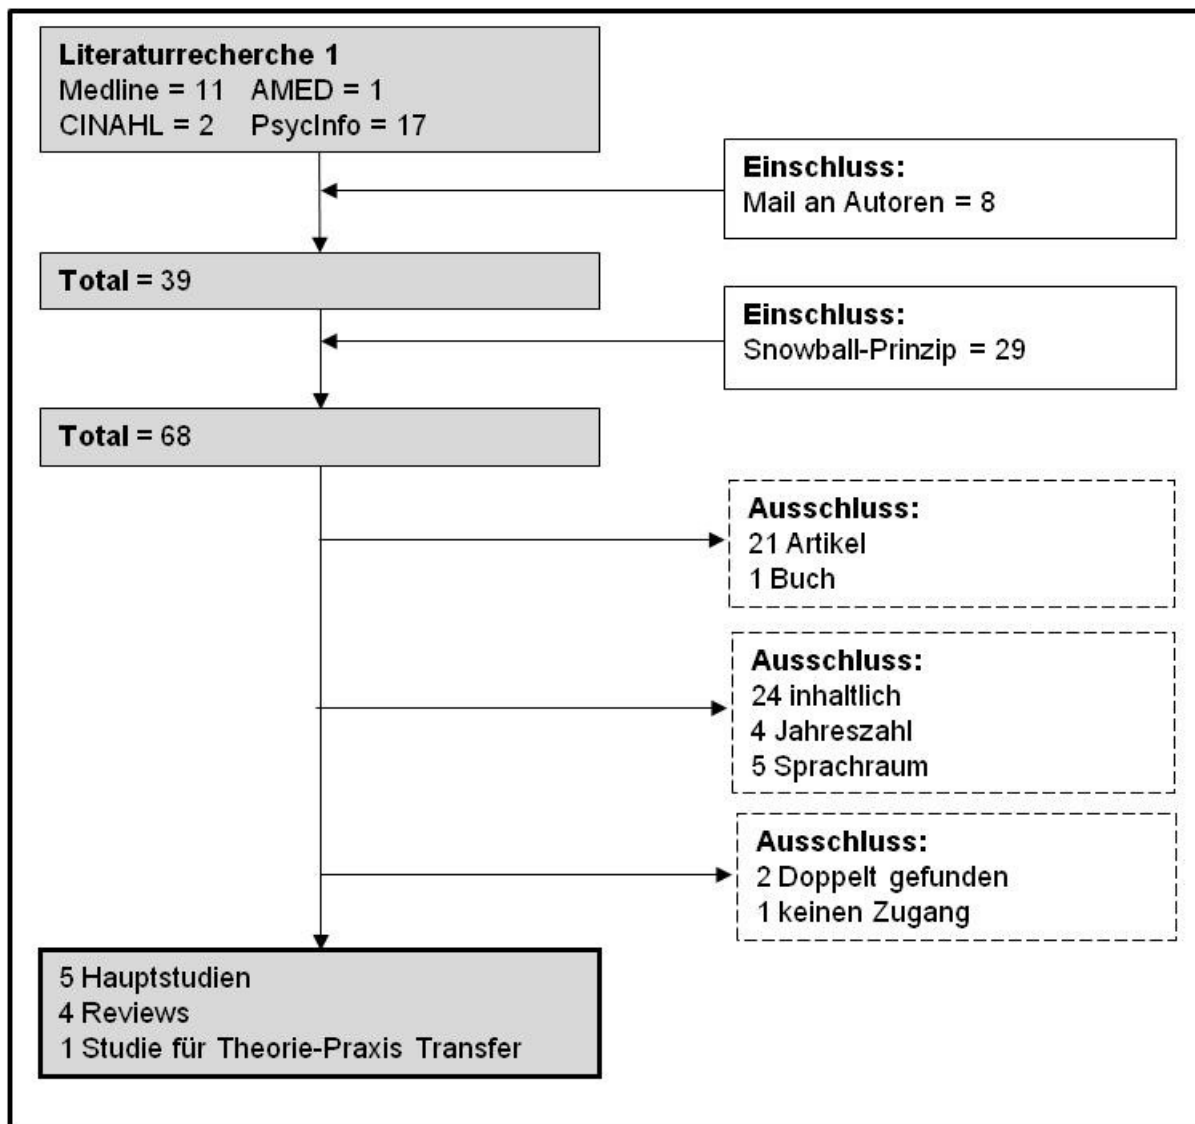 Literaturrecherche 1
Medline = 11 AMED = 1
CINAHL = 2 PsycInfo = 17
Einschluss:
Mail an Autoren = 8
Total = 39
Einschluss:
Snowball-Prinzip = 29
Total = 68
Ausschluss:
21 Artikel
1 Buch
Ausschluss:
24 inhaltlich
4 Jahreszahl
5 Sprachraum
Ausschluss:
2 Doppelt gefunden
1 keinen Zugang
5 Hauptstudien
4 Reviews
1 Studie für Theorie-Praxis Transfer